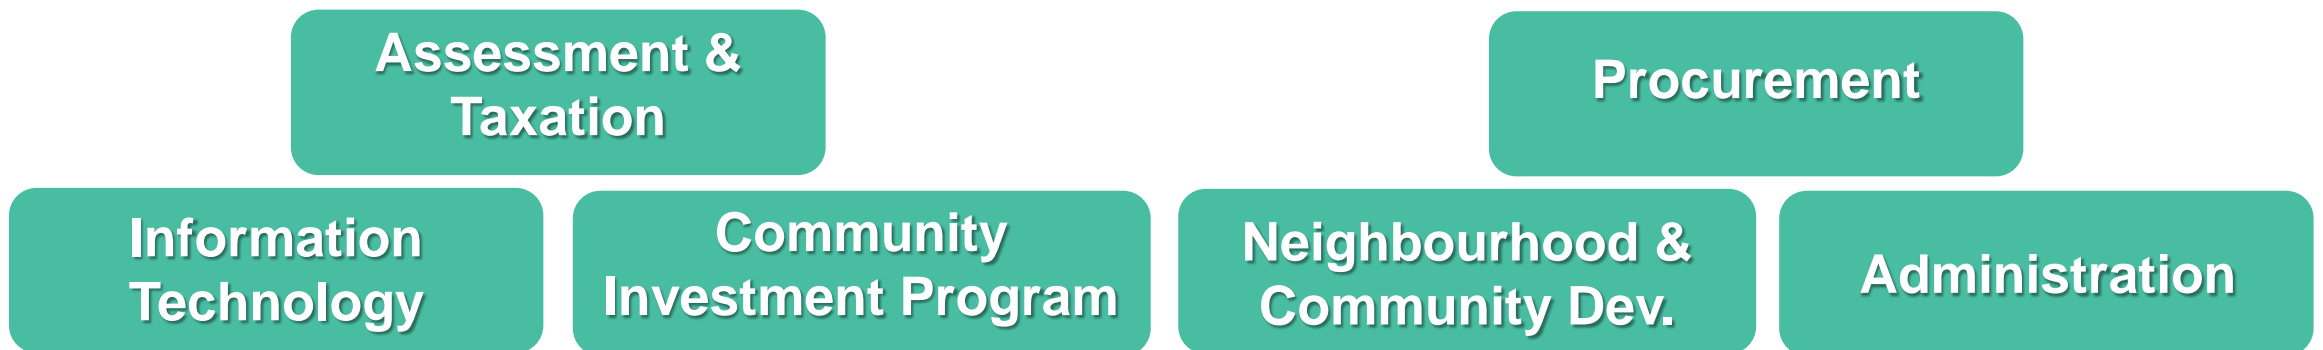 Assessment &
Taxation
Procurement
Information
Technology
Community
Investment Program
Neighbourhood &
Community Dev.
Administration